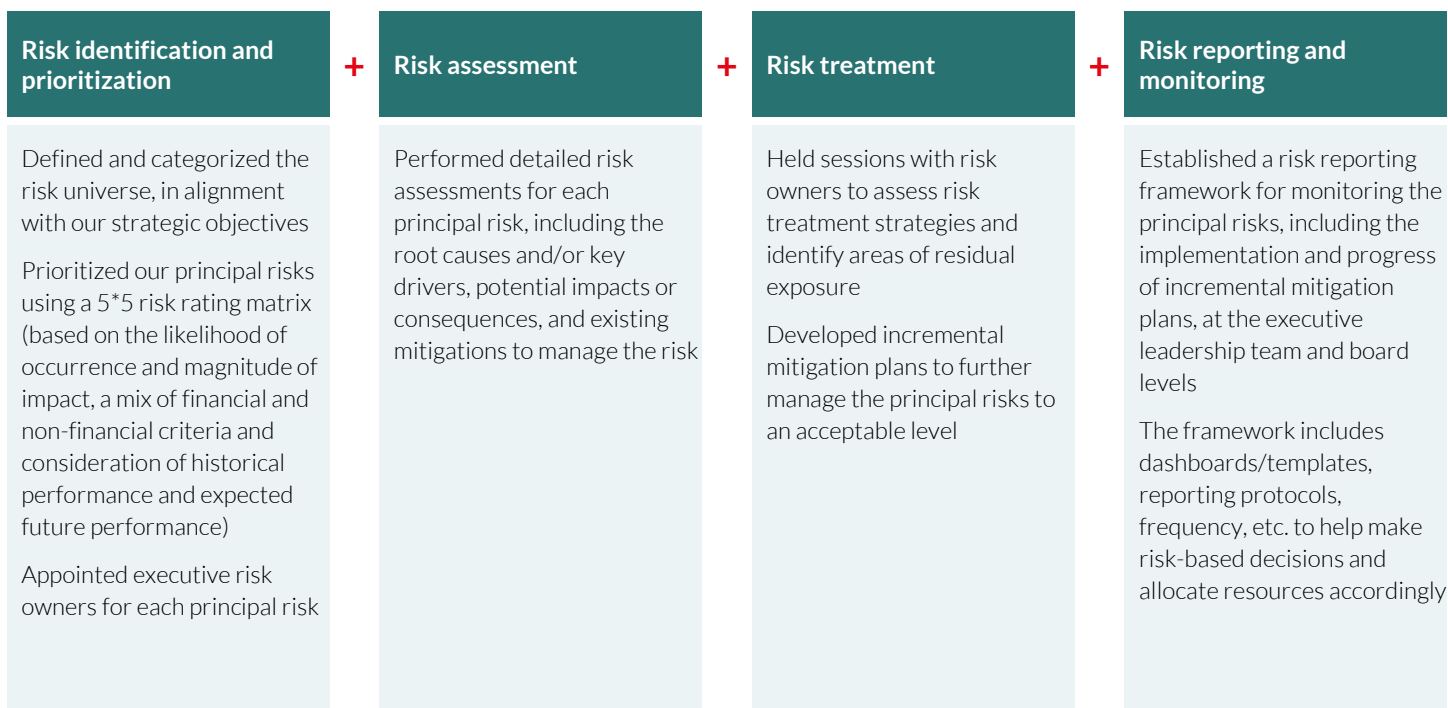 Risk identification and
prioritization
Defined and categorized the
risk universe, in alignment
with our strategic objectives
Prioritized our principal risks
using a 5*5 risk rating matrix
(based on the likelihood of
occurrence and magnitude of
impact, a mix of financial and
non-financial criteria and
consideration of historical
performance and expected
future performance)
Appointed executive risk
owners for each principal risk
+
Risk assessment
Performed detailed risk
assessments for each
principal risk, including the
root causes and/or key
drivers, potential impacts or
consequences, and existing
mitigations to manage the risk
+
Risk treatment
Held sessions with risk
owners to assess risk
treatment strategies and
identify areas of residual
exposure
Developed incremental
mitigation plans to further
manage the principal risks to
an acceptable level
+
Risk reporting and
monitoring
Established a risk reporting
framework for monitoring the
principal risks, including the
implementation and progress
of incremental mitigation
plans, at the executive
leadership team and board
levels
The framework includes
dashboards/templates,
reporting protocols,
frequency, etc. to help make
risk-based decisions and
allocate resources accordingly